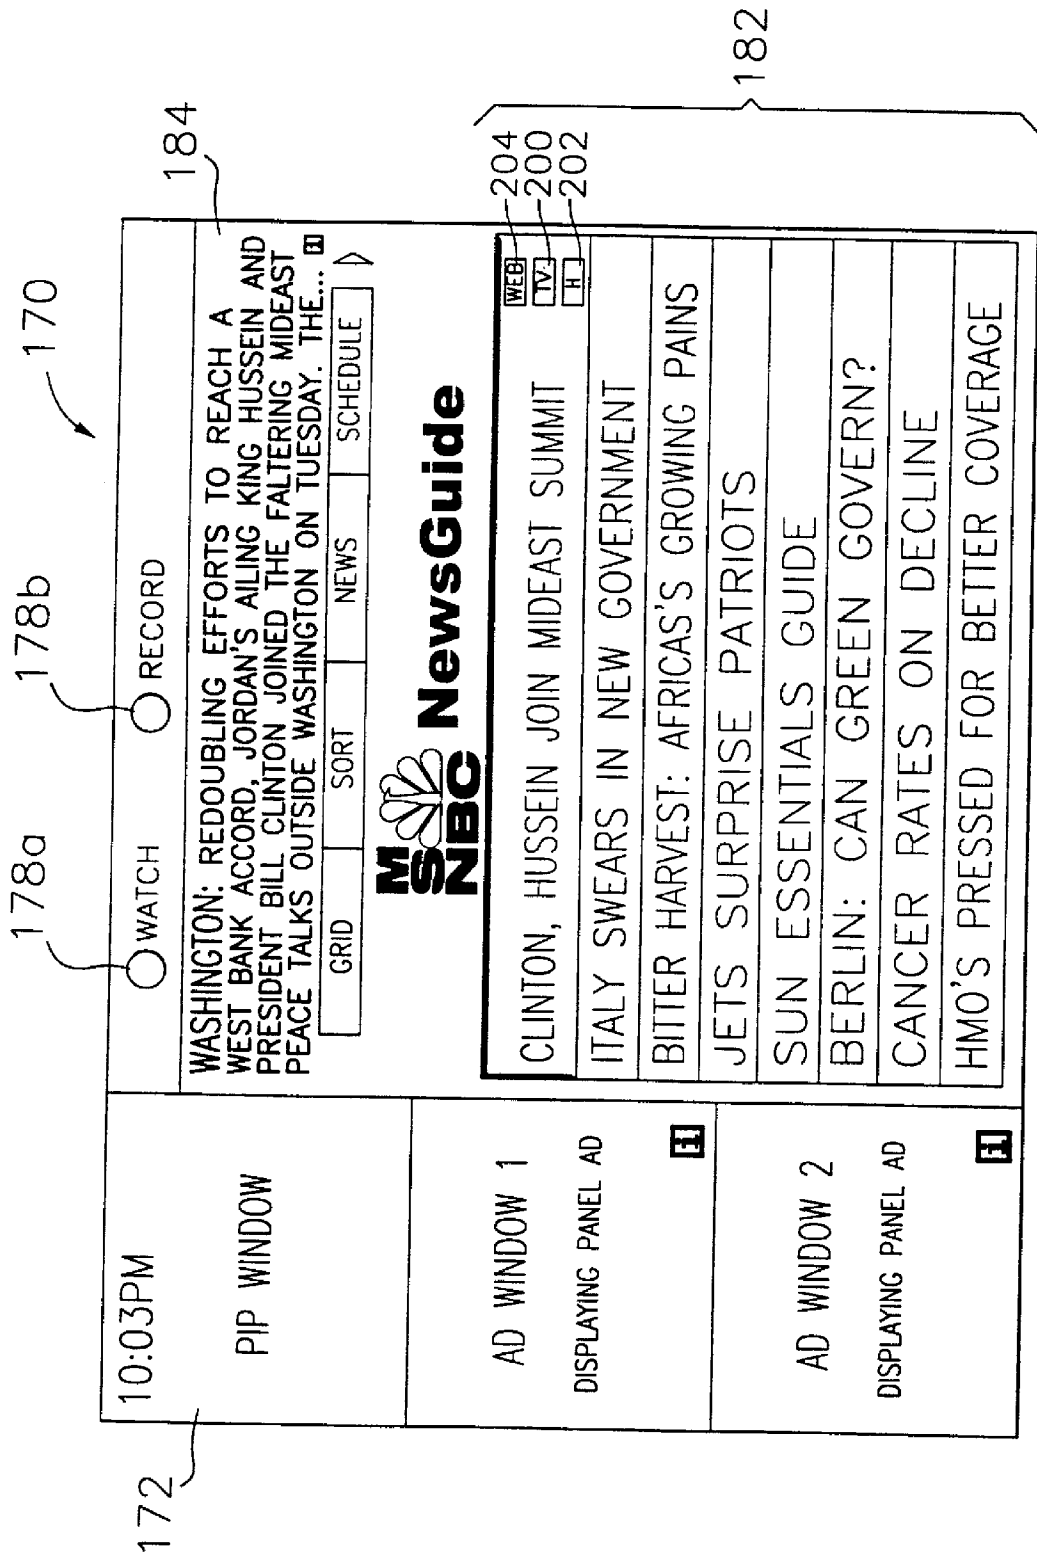 170
178a
178b
184
172
10:03PM
PIP WINDOW
WATCH
RECORD
WASHINGTON: REDOUBLING EFFORTS TO REACH A
WEST BANK ACCORD, JORDAN'S AILING KING HUSSEIN AND
PRESIDENT BILL CLINTON JOINED THE FALTERING MIDEAST
PEACE TALKS OUTSIDE WASHINGTON ON TUESDAY. THE... i
GRID SORT NEWS SCHEDULE
MSNBC NewsGuide
AD WINDOW 1
DISPLAYING PANEL AD
i
AD WINDOW 2
DISPLAYING PANEL AD
i
CLINTON, HUSSEIN JOIN MIDEAST SUMMIT
WEB
TV
H
204
200
202
182
ITALY SWEARS IN NEW GOVERNMENT
BITTER HARVEST: AFRICAS'S GROWING PAINS
JETS SURPRISE PATRIOTS
SUN ESSENTIALS GUIDE
BERLIN: CAN GREEN GOVERN?
CANCER RATES ON DECLINE
HMO'S PRESSED FOR BETTER COVERAGE